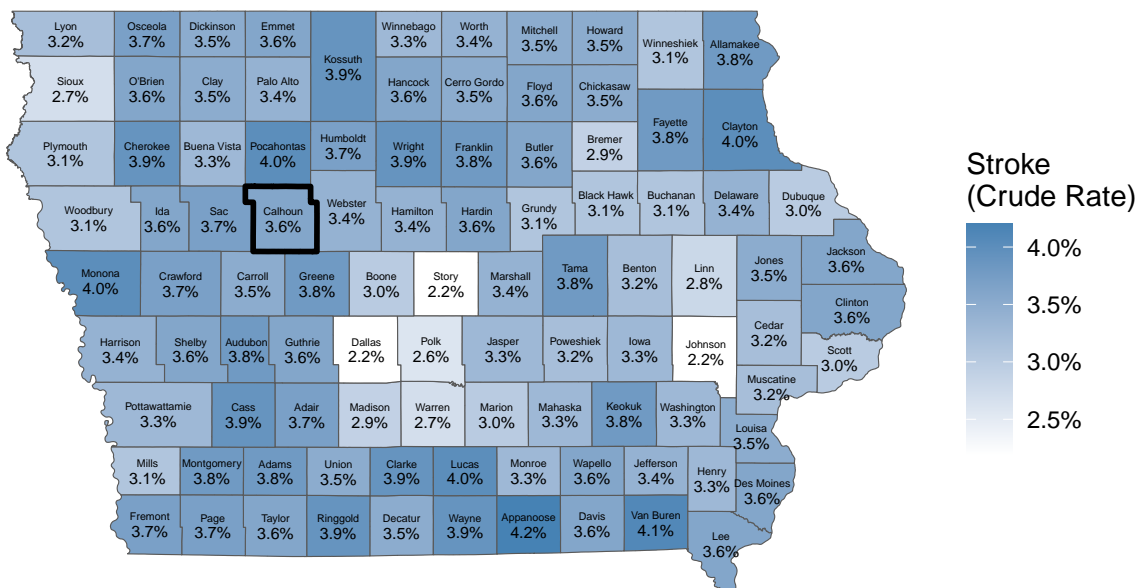 Lyon
3.2%
Osceola
3.7%
Dickinson
3.5%
Emmet
3.6%
Kossuth
3.9%
Winnebago
3.3%
Worth
3.4%
Mitchell
3.5%
Howard
3.5%
Winneshiek
3.1%
Allamakee
3.8%
Sioux
2.7%
O'Brien
3.6%
Clay
3.5%
Palo Alto
3.4%
Hancock
3.6%
Cerro Gordo
3.5%
Floyd
3.6%
Chickasaw
3.5%
Plymouth
3.1%
Cherokee
3.9%
Buena Vista
3.3%
Pocahontas
4.0%
Humboldt
3.7%
Wright
3.9%
Franklin
3.8%
Butler
3.6%
Bremer
2.9%
Fayette
3.8%
Clayton
4.0%
Woodbury
3.1%
Ida
3.6%
Sac
3.7%
Calhoun
3.6%
Webster
3.4%
Hamilton
3.4%
Hardin
3.6%
Grundy
3.1%
Black Hawk
3.1%
Buchanan
3.1%
Delaware
3.4%
Dubuque
3.0%
Monona
4.0%
Crawford
3.7%
Carroll
3.5%
Greene
3.8%
Boone
3.0%
Story
2.2%
Marshall
3.4%
Tama
3.8%
Benton
3.2%
Linn
2.8%
Jones
3.5%
Jackson
3.6%
Clinton
3.6%
Harrison
3.4%
Shelby
3.6%
Audubon
3.8%
Guthrie
3.6%
Dallas
2.2%
Polk
2.6%
Jasper
3.3%
Poweshiek
3.2%
Iowa
3.3%
Johnson
2.2%
Cedar
3.2%
Scott
3.0%
Muscatine
3.2%
Pottawattamie
3.3%
Cass
3.9%
Adair
3.7%
Madison
2.9%
Warren
2.7%
Marion
3.0%
Mahaska
3.3%
Keokuk
3.8%
Washington
3.3%
Louisa
3.5%
Mills
3.1%
Montgomery
3.8%
Adams
3.8%
Union
3.5%
Clarke
3.9%
Lucas
4.0%
Monroe
3.3%
Wapello
3.6%
Jefferson
3.4%
Henry
3.3%
Des Moines
3.6%
Fremont
3.7%
Page
3.7%
Taylor
3.6%
Ringgold
3.9%
Decatur
3.5%
Wayne
3.9%
Appanoose
4.2%
Davis
3.6%
Van Buren
4.1%
Lee
3.6%
Stroke
(Crude Rate)
4.0%
3.5%
3.0%
2.5%